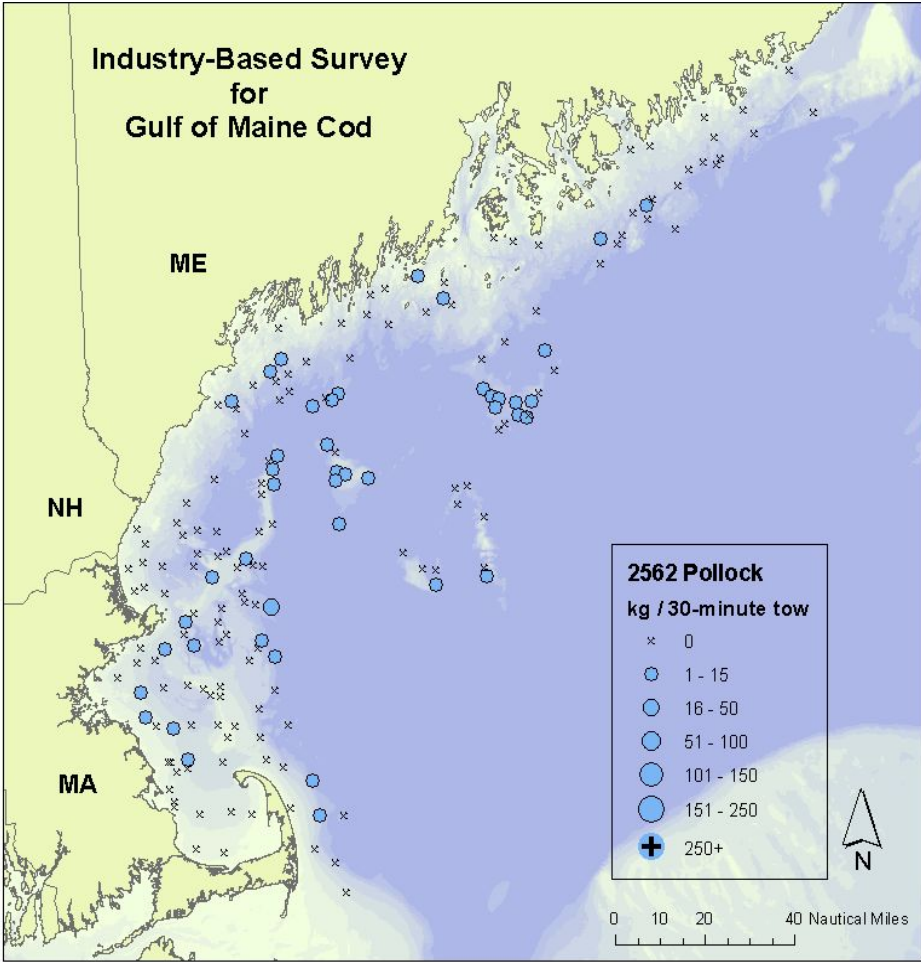 Industry-Based Survey
for
Gulf of Maine Cod
ME
NH
MA
2562 Pollock
kg / 30-minute tow
0
1 - 15
16 - 50
51 - 100
101 - 150
151 - 250
250+
N
0 10 20 40 Nautical Miles